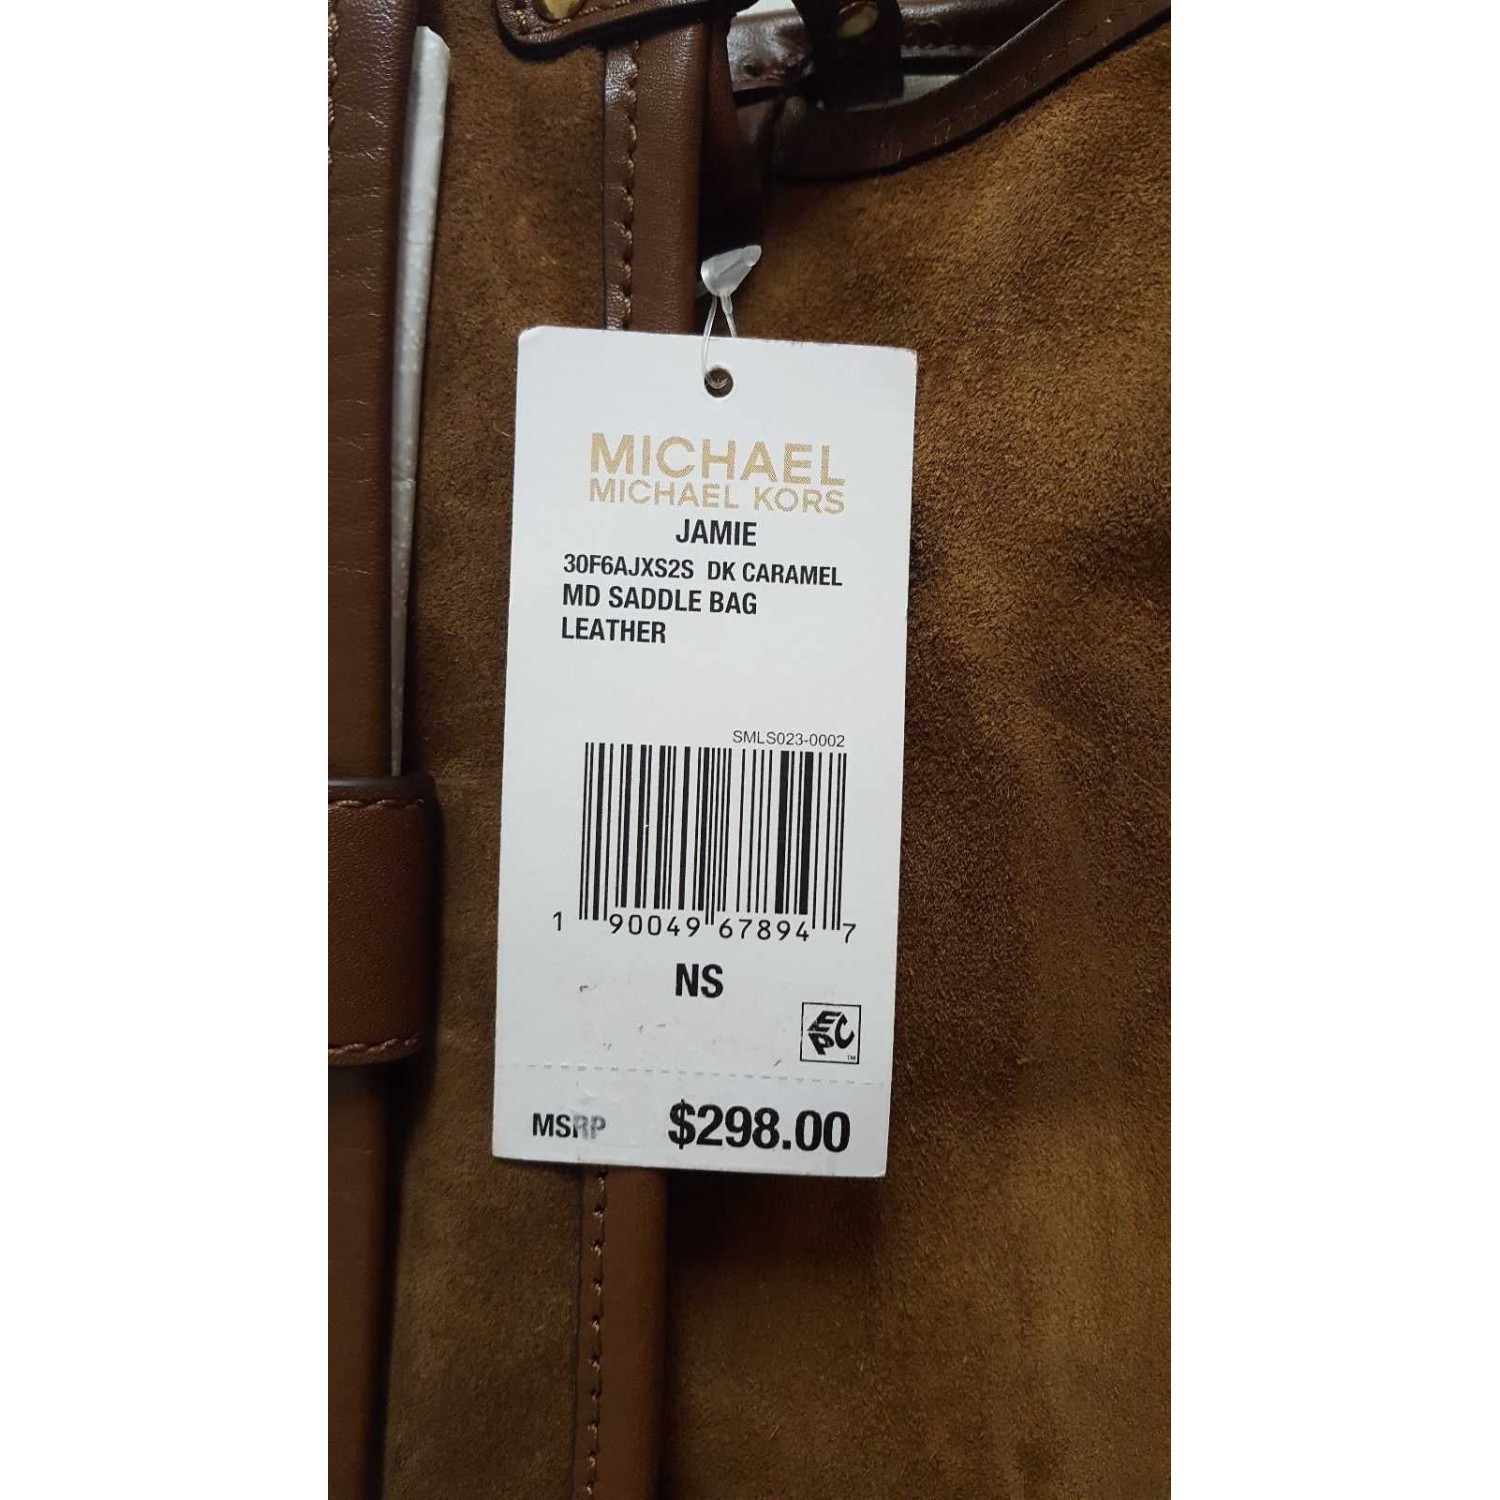 MICHAEL
MICHAEL KORS
JAMIE
30F6AJXS2S DK CARAMEL
MD SADDLE BAG
LEATHER
SMLS023-0002
1 90049 67894 7
NS
EPC
TM
MSRP $298.00